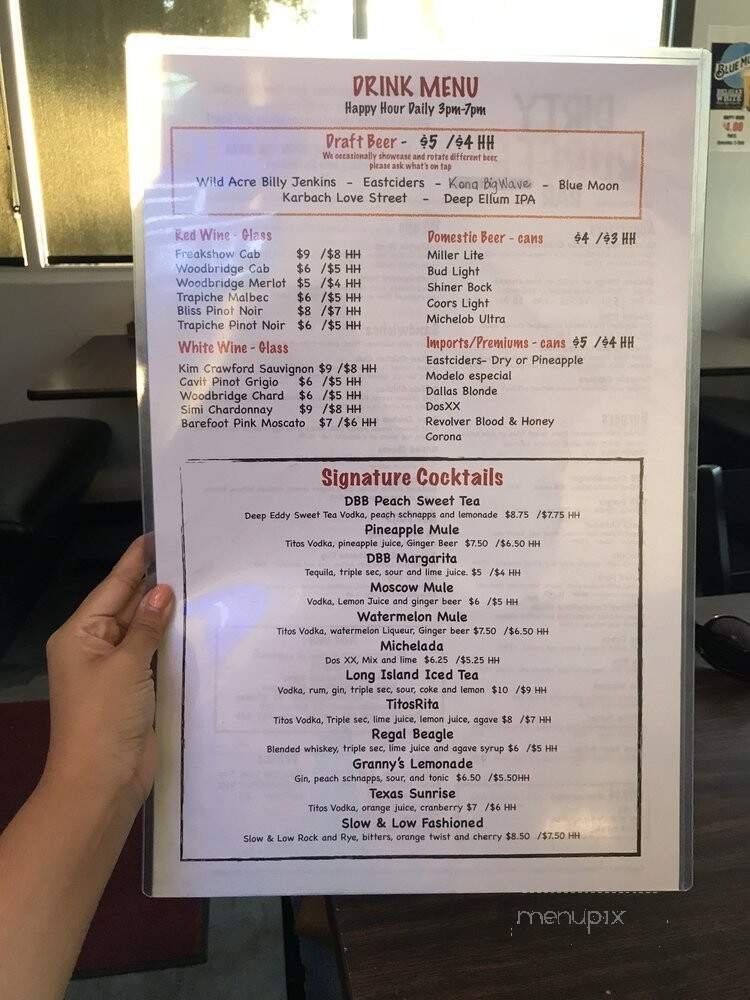 DRINK MENU
Happy Hour Daily 3pm-7pm
Draft Beer - $5 /$4 HH
We occasionally showcase and rotate different beer,
please ask what's on tap
Wild Acre Billy Jenkins - Eastciders - Kona Big Wave - Blue Moon
Karbach Love Street - Deep Ellum IPA
Red Wine - Glass
Freakshow Cab $9 /$8 HH
Woodbridge Cab $6 /$5 HH
Woodbridge Merlot $5 /$4 HH
Trapiche Malbec $6 /$5 HH
Bliss Pinot Noir $8 /$7 HH
Trapiche Pinot Noir $6 /$5 HH
White Wine - Glass
Kim Crawford Sauvignon $9 /$8 HH
Cavit Pinot Grigio $6 /$5 HH
Woodbridge Chard $6 /$5 HH
Simi Chardonnay $9 /$8 HH
Barefoot Pink Moscato $7 /$6 HH
Domestic Beer - cans $4 /$3 HH
Miller Lite
Bud Light
Shiner Bock
Coors Light
Michelob Ultra
Imports/Premiums - cans $5 /$4 HH
Eastciders- Dry or Pineapple
Modelo especial
Dallas Blonde
DosXX
Revolver Blood & Honey
Corona
Signature Cocktails
DBB Peach Sweet Tea
Deep Eddy Sweet Tea Vodka, peach schnapps and lemonade $8.75 /$7.75 HH
Pineapple Mule
Titos Vodka, pineapple juice, Ginger Beer $7.50 /$6.50 HH
DBB Margarita
Tequila, triple sec, sour and lime juice. $5 /$4 HH
Moscow Mule
Vodka, Lemon Juice and ginger beer $6 /$5 HH
Watermelon Mule
Titos Vodka, watermelon Liqueur, Ginger beer $7.50 /$6.50 HH
Michelada
Dos XX, Mix and lime $6.25 /$5.25 HH
Long Island Iced Tea
Vodka, rum, gin, triple sec, sour, coke and lemon $10 /$9 HH
TitosRita
Titos Vodka, Triple sec, lime juice, lemon juice, agave $8 /$7 HH
Regal Beagle
Blended whiskey, triple sec, lime juice and agave syrup $6 /$5 HH
Granny's Lemonade
Gin, peach schnapps, sour, and tonic $6.50 /$5.50HH
Texas Sunrise
Titos Vodka, orange juice, cranberry $7 /$6 HH
Slow & Low Fashioned
Slow & Low Rock and Rye, bitters, orange twist and cherry $8.50 /$7.50 HH
menupix